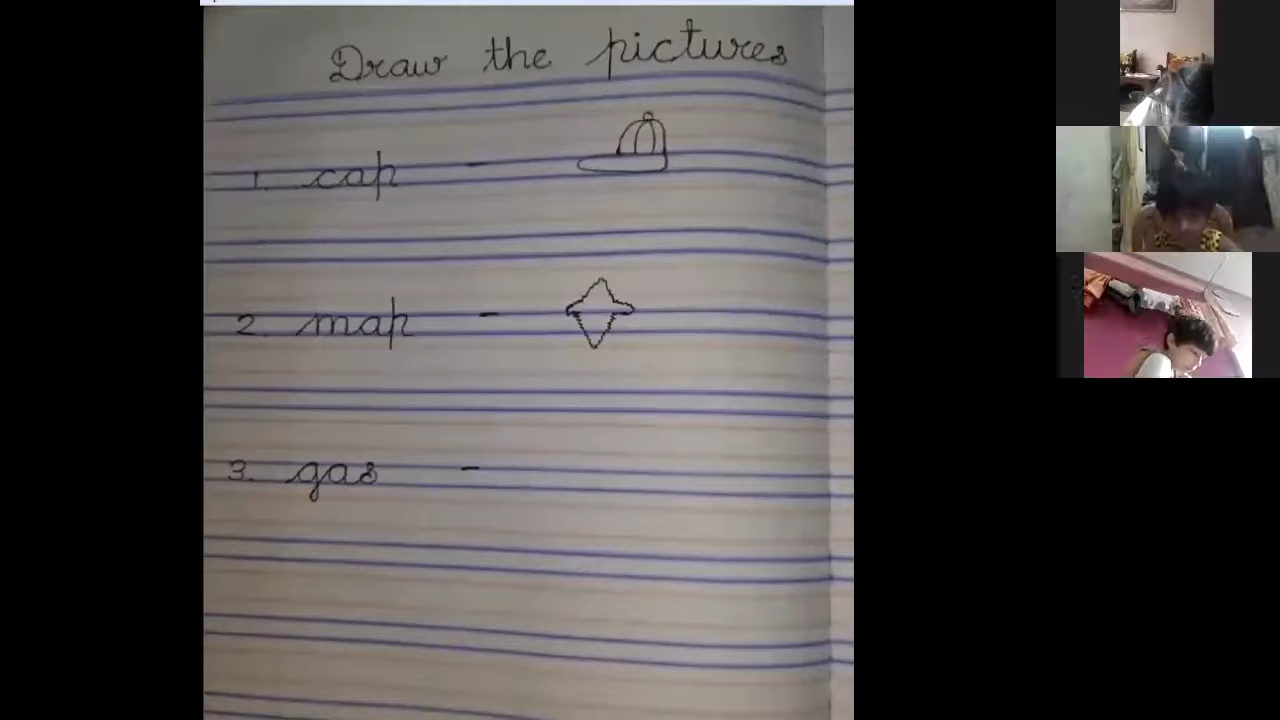 Draw the pictures
1. cap -
2. map -
3. gas -